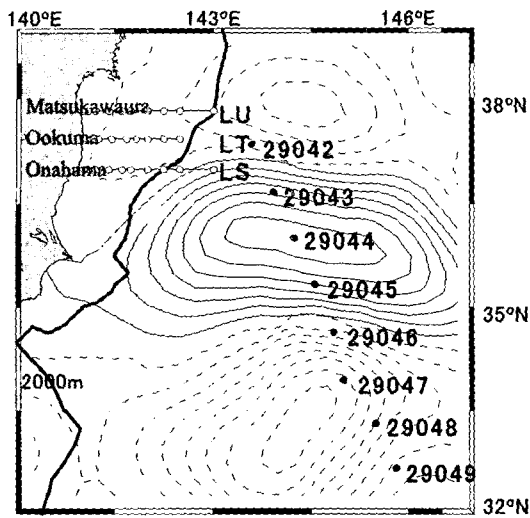 140°E 143°E 146°E
Matsukawaura LU 38°N
Ookuma LT 29042
Onahama LS
29043
29044
29045
35°N
29046
2000m 29047
29048
29049
32°N